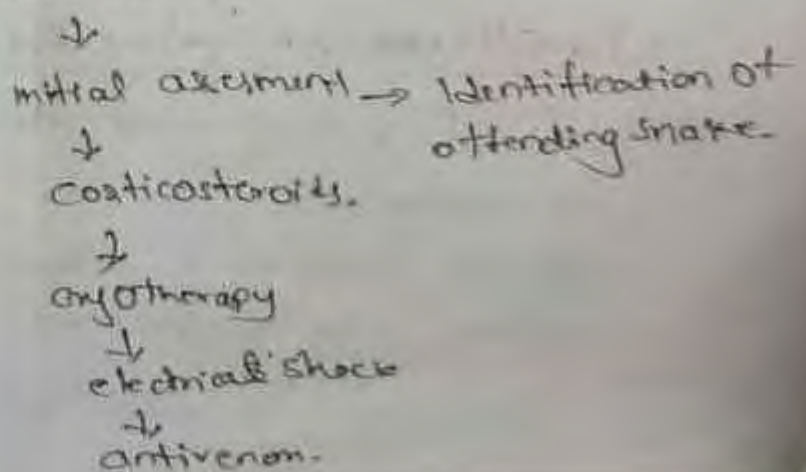 ↓
initial assesment → Identification of
offending snake.
↓
corticosteroids.
↓
cryotherapy
↓
electrical shock
↓
antivenom.